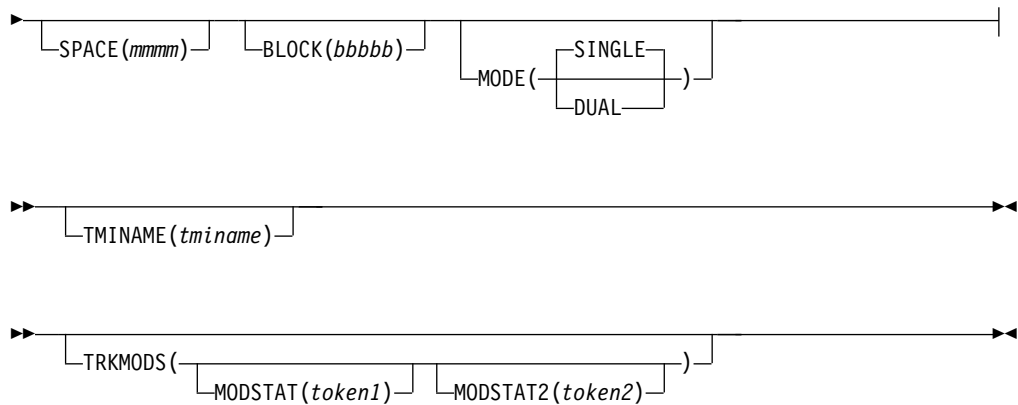 SPACE(mmmm) BLOCK(bbbbb) SINGLE
MODE( )
DUAL
TMINAME(tminame)
TRKMODS( )
MODSTAT(token1) MODSTAT2(token2)